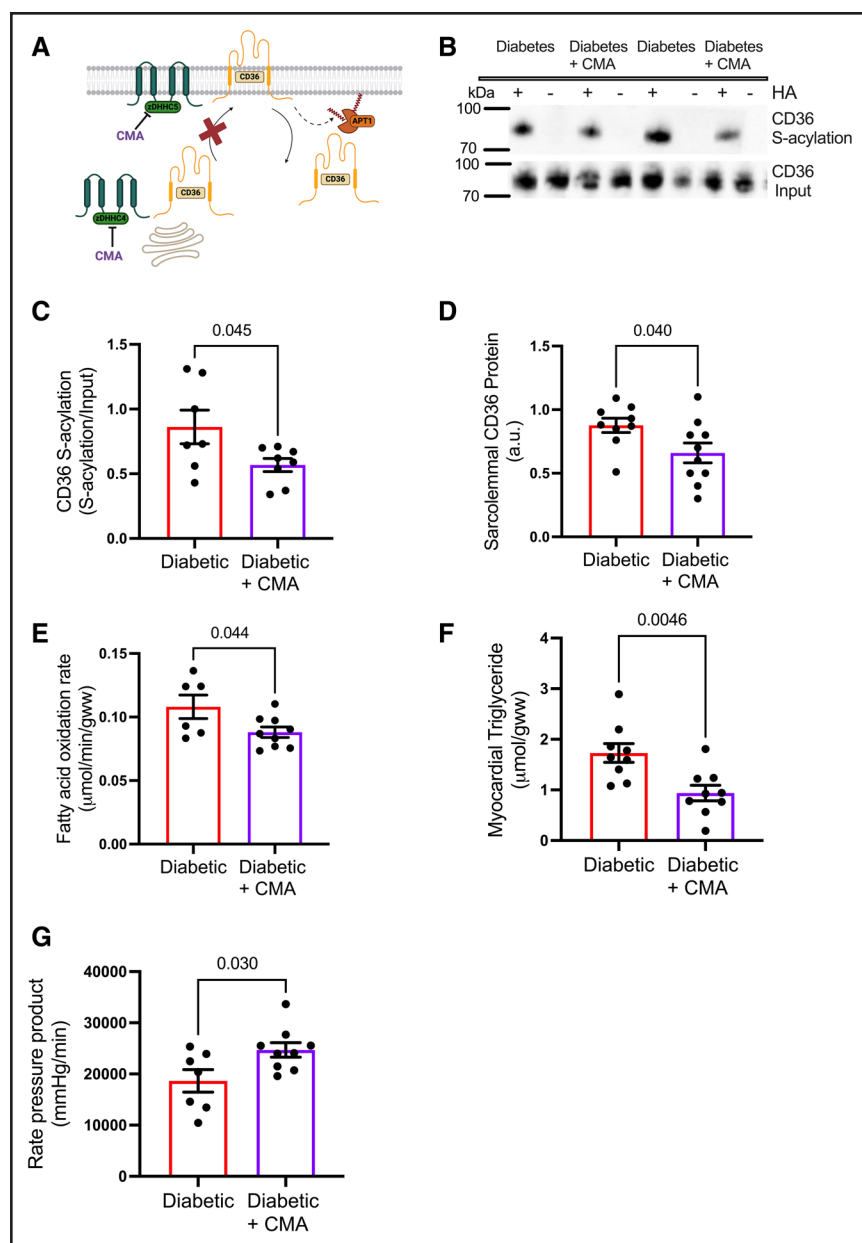 A
CD36
zDHHC5
CMA
APT1
CD36
CD36
zDHHC4
CMA
B
Diabetes Diabetes + CMA Diabetes Diabetes + CMA
kDa + - + - + - + - HA
100
70
CD36
S-acylation
100
70
CD36
Input
C
0.045
1.5
1.0
0.5
0.0
CD36 S-acylation
(S-acylation/Input)
Diabetic
Diabetic
+ CMA
D
0.040
1.5
1.0
0.5
0.0
Sarcolemmal CD36 Protein
(a.u.)
Diabetic
Diabetic
+ CMA
E
0.044
0.15
0.10
0.05
0.00
Fatty acid oxidation rate
(μmol/min/gww)
Diabetic
Diabetic
+ CMA
F
0.0046
4
3
2
1
0
Myocardial Triglyceride
(μmol/gww)
Diabetic
Diabetic
+ CMA
G
0.030
40000
30000
20000
10000
0
Rate pressure product
(mmHg/min)
Diabetic
Diabetic
+ CMA